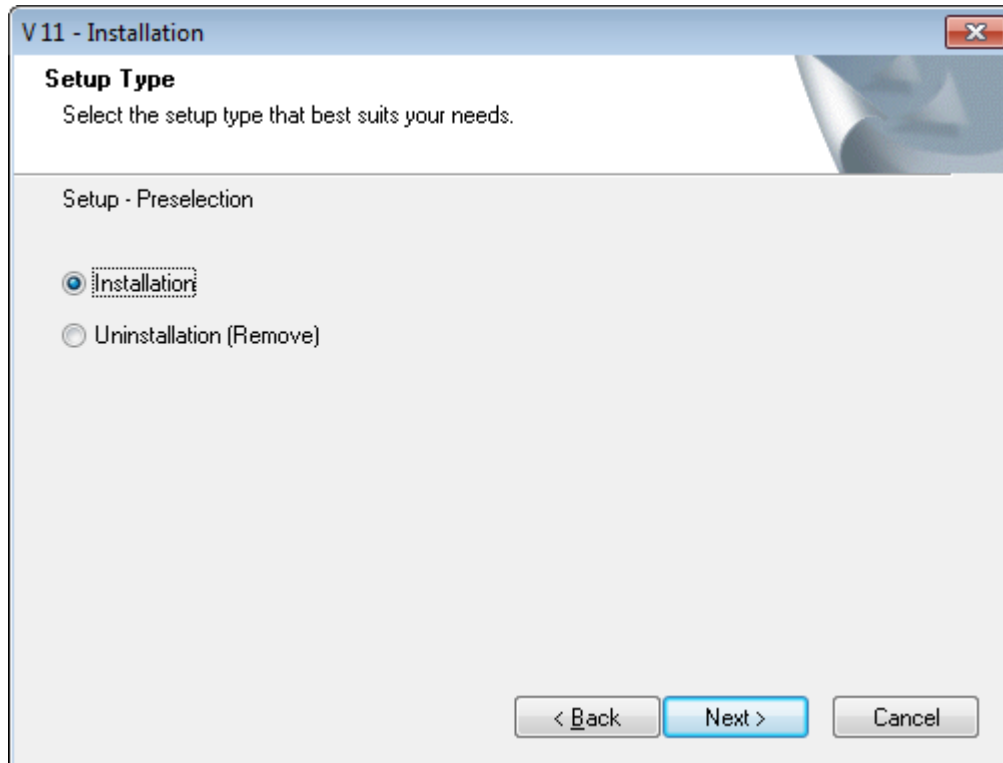 V 11 - Installation
Setup Type
Select the setup type that best suits your needs.
Setup - Preselection
Installation
Uninstallation (Remove)
< Back
Next >
Cancel